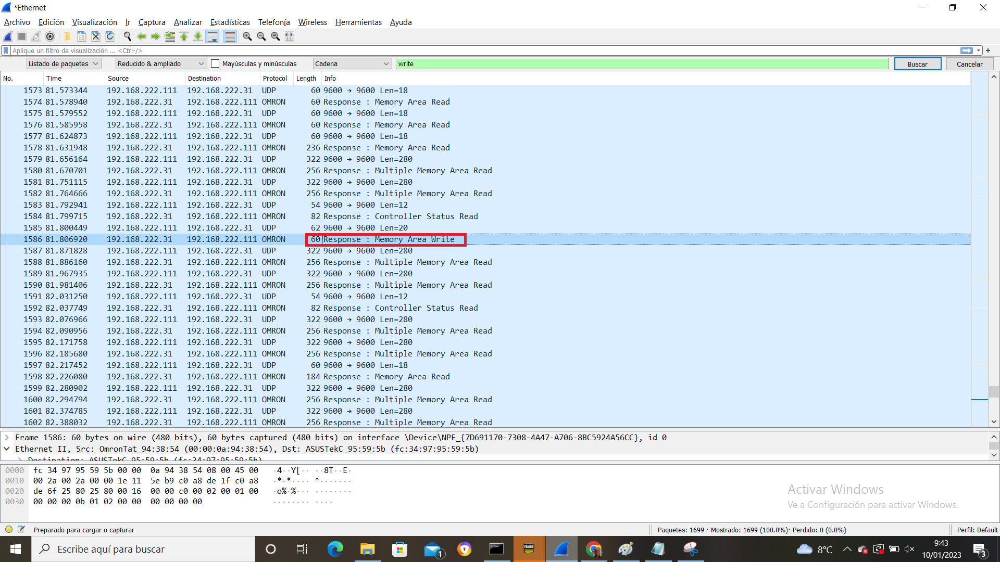 *Ethernet
Archivo Edición Visualización Ir Captura Analizar Estadísticas Telefonía Wireless Herramientas Ayuda
Aplique un filtro de visualización ... <Ctrl-/>
Listado de paquetes Reducido & ampliado Mayúsculas y minúsculas Cadena write Buscar Cancelar
No. Time Source Destination Protocol Length Info
1573 81.573344 192.168.222.111 192.168.222.31 UDP 60 9600 → 9600 Len=18
1574 81.578940 192.168.222.31 192.168.222.111 OMRON 60 Response : Memory Area Read
1575 81.579552 192.168.222.111 192.168.222.31 UDP 60 9600 → 9600 Len=18
1576 81.585958 192.168.222.31 192.168.222.111 OMRON 60 Response : Memory Area Read
1577 81.624873 192.168.222.111 192.168.222.31 UDP 60 9600 → 9600 Len=18
1578 81.631948 192.168.222.31 192.168.222.111 OMRON 236 Response : Memory Area Read
1579 81.656164 192.168.222.111 192.168.222.31 UDP 322 9600 → 9600 Len=280
1580 81.670701 192.168.222.31 192.168.222.111 OMRON 256 Response : Multiple Memory Area Read
1581 81.751115 192.168.222.111 192.168.222.31 UDP 322 9600 → 9600 Len=280
1582 81.764666 192.168.222.31 192.168.222.111 OMRON 256 Response : Multiple Memory Area Read
1583 81.792941 192.168.222.111 192.168.222.31 UDP 54 9600 → 9600 Len=12
1584 81.799715 192.168.222.31 192.168.222.111 OMRON 82 Response : Controller Status Read
1585 81.800449 192.168.222.111 192.168.222.31 UDP 62 9600 → 9600 Len=20
1586 81.806920 192.168.222.31 192.168.222.111 OMRON 60 Response : Memory Area Write
1587 81.871828 192.168.222.111 192.168.222.31 UDP 322 9600 → 9600 Len=280
1588 81.886160 192.168.222.31 192.168.222.111 OMRON 256 Response : Multiple Memory Area Read
1589 81.967935 192.168.222.111 192.168.222.31 UDP 322 9600 → 9600 Len=280
1590 81.981406 192.168.222.31 192.168.222.111 OMRON 256 Response : Multiple Memory Area Read
1591 82.031250 192.168.222.111 192.168.222.31 UDP 54 9600 → 9600 Len=12
1592 82.037749 192.168.222.31 192.168.222.111 OMRON 82 Response : Controller Status Read
1593 82.076966 192.168.222.111 192.168.222.31 UDP 322 9600 → 9600 Len=280
1594 82.090956 192.168.222.31 192.168.222.111 OMRON 256 Response : Multiple Memory Area Read
1595 82.171758 192.168.222.111 192.168.222.31 UDP 322 9600 → 9600 Len=280
1596 82.185680 192.168.222.31 192.168.222.111 OMRON 256 Response : Multiple Memory Area Read
1597 82.217452 192.168.222.111 192.168.222.31 UDP 60 9600 → 9600 Len=18
1598 82.226080 192.168.222.31 192.168.222.111 OMRON 184 Response : Memory Area Read
1599 82.280902 192.168.222.111 192.168.222.31 UDP 322 9600 → 9600 Len=280
1600 82.294794 192.168.222.31 192.168.222.111 OMRON 256 Response : Multiple Memory Area Read
1601 82.374785 192.168.222.111 192.168.222.31 UDP 322 9600 → 9600 Len=280
1602 82.388032 192.168.222.31 192.168.222.111 OMRON 256 Response : Multiple Memory Area Read
Frame 1586: 60 bytes on wire (480 bits), 60 bytes captured (480 bits) on interface \Device\NPF_{7D691170-7308-4A47-A706-8BC5924A56CC}, id 0
Ethernet II, Src: OmronTat_94:38:54 (00:00:0a:94:38:54), Dst: ASUSTekC_95:59:5b (fc:34:97:95:59:5b)
Destination: ASUSTekC_95:59:5b (fc:34:97:95:59:5b)
0000 fc 34 97 95 59 5b 00 00 0a 94 38 54 08 00 45 00 ·4··Y[·· ··8T··E·
0010 00 2a 00 2a 00 00 1e 11 5e b9 c0 a8 de 1f c0 a8 ·*·*···· ^·······
0020 de 6f 25 80 25 80 00 16 00 00 c0 00 02 00 01 00 ·o%·%··· ········
0030 00 00 00 0b 01 02 00 00 00 00 00 00 ········ ····
Activar Windows
Ve a Configuración para activar Windows.
Preparado para cargar o capturar Paquetes: 1699 · Mostrado: 1699 (100.0%)· Perdido: 0 (0.0%) Perfil: Default
Escribe aquí para buscar 1 8°C 9:43
10/01/2023 3